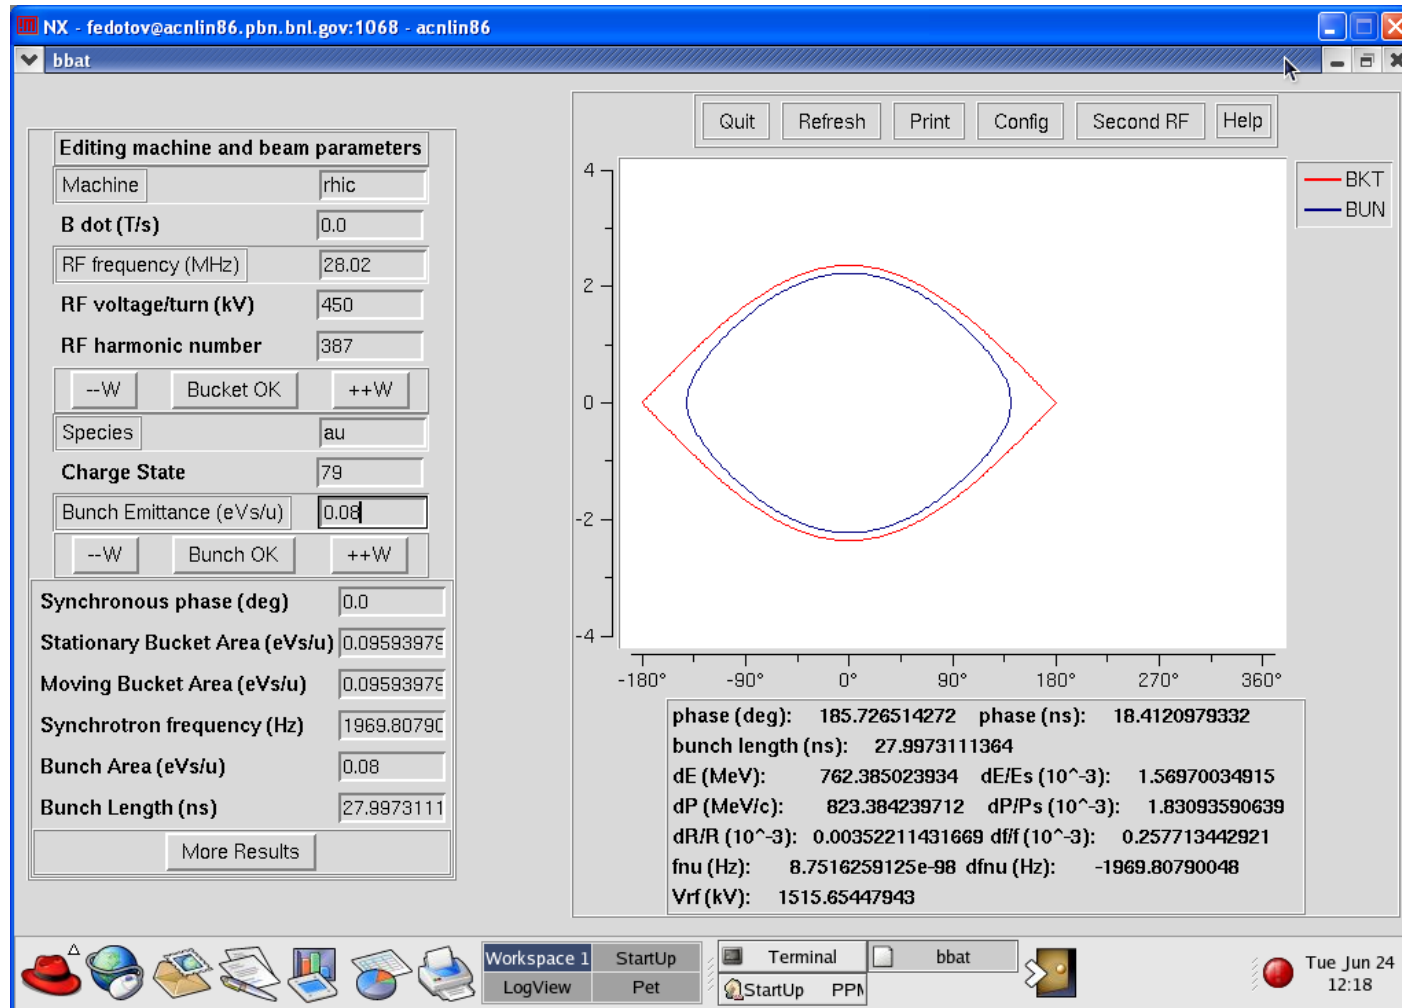 NX - fedotov@acnlin86.pbn.bnl.gov:1068 - acnlin86
bbat
Quit Refresh Print Config Second RF Help
Editing machine and beam parameters
Machine rhic
B dot (T/s) 0.0
RF frequency (MHz) 28.02
RF voltage/turn (kV) 450
RF harmonic number 387
--W Bucket OK ++W
Species au
Charge State 79
Bunch Emittance (eVs/u) 0.08
--W Bunch OK ++W
Synchronous phase (deg) 0.0
Stationary Bucket Area (eVs/u) 0.09593979
Moving Bucket Area (eVs/u) 0.09593979
Synchrotron frequency (Hz) 1969.8079
Bunch Area (eVs/u) 0.08
Bunch Length (ns) 27.9973111
More Results
BKT
BUN
4
2
0
-2
-4
-180° -90° 0° 90° 180° 270° 360°
phase (deg): 185.726514272 phase (ns): 18.4120979332
bunch length (ns): 27.9973111364
dE (MeV): 762.385023934 dE/Es (10^-3): 1.56970034915
dP (MeV/c): 823.384239712 dP/Ps (10^-3): 1.83093590639
dR/R (10^-3): 0.00352211431669 df/f (10^-3): 0.257713442921
fnu (Hz): 8.7516259125e-98 dfnu (Hz): -1969.80790048
Vrf (kV): 1515.65447943
Workspace 1 StartUp
LogView Pet
Terminal bbat
StartUp PPM
Tue Jun 24
12:18